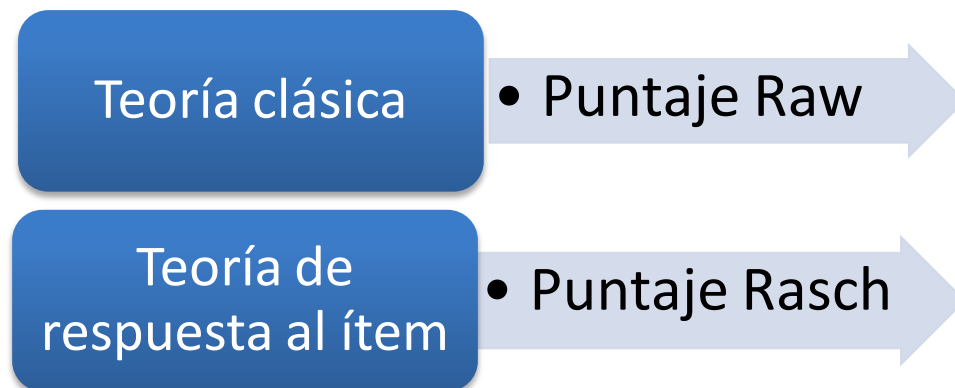 Teoría clásica
• Puntaje Raw
Teoría de
respuesta al ítem
• Puntaje Rasch